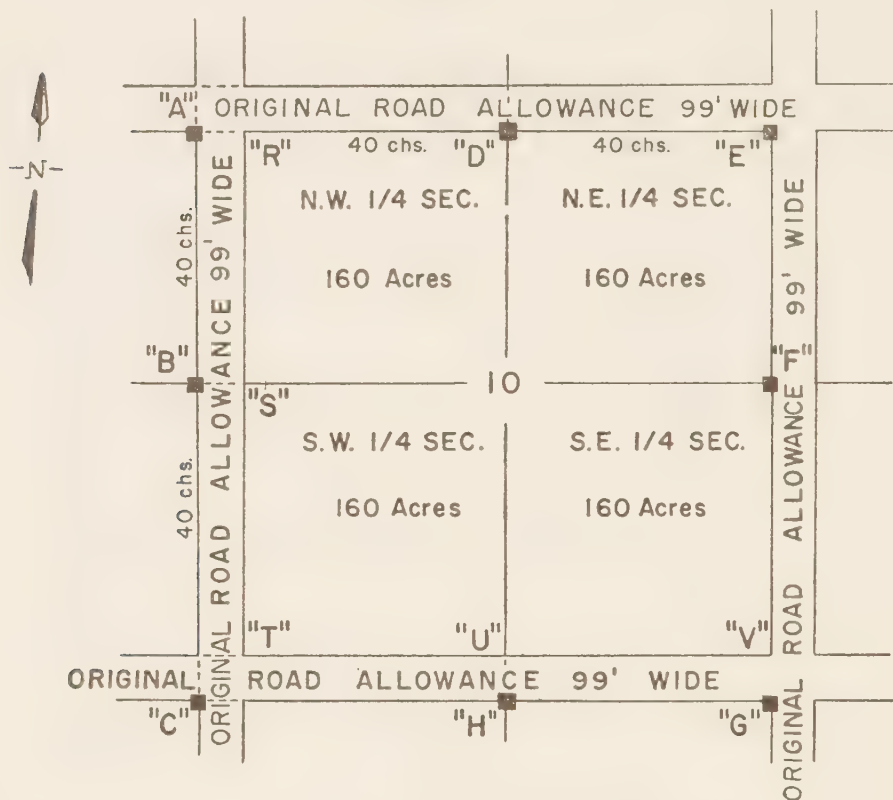 "A" ORIGINAL ROAD ALLOWANCE 99' WIDE
-N-
"R" 40 chs. "D" 40 chs. "E"
N.W. 1/4 SEC. N.E. 1/4 SEC.
40 chs.
160 Acres 160 Acres
ORIGINAL ROAD ALLOWANCE 99' WIDE
ORIGINAL ROAD ALLOWANCE 99' WIDE
"B" "F"
10
"S"
S.W. 1/4 SEC. S.E. 1/4 SEC.
40 chs.
160 Acres 160 Acres
"T" "U" "V"
ORIGINAL ROAD ALLOWANCE 99' WIDE
"C" "H" "G"